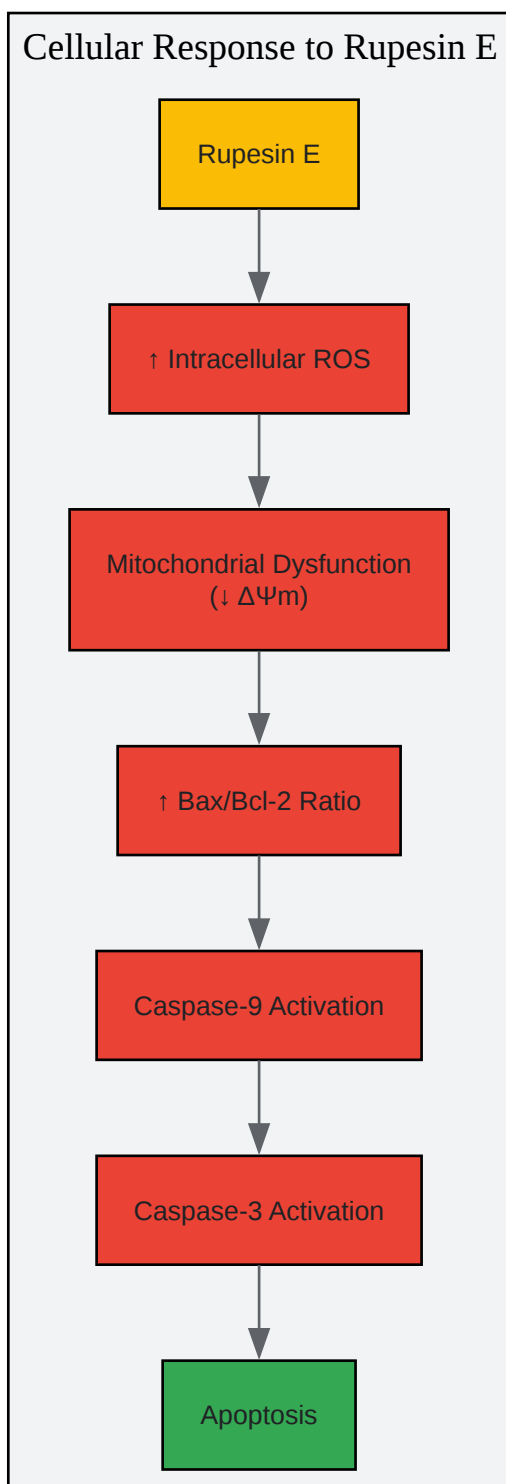 Cellular Response to Rupesin E
Rupesin E
↑ Intracellular ROS
Mitochondrial Dysfunction
(↓ ΔΨm)
↑ Bax/Bcl-2 Ratio
Caspase-9 Activation
Caspase-3 Activation
Apoptosis